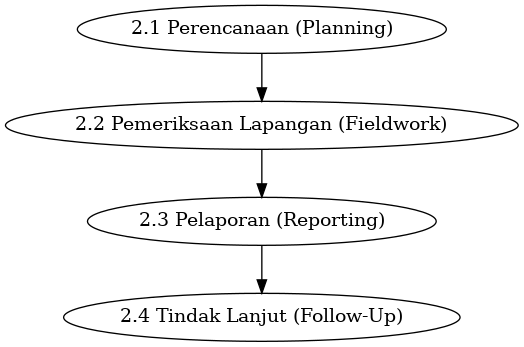 2.1 Perencanaan (Planning)
2.2 Pemeriksaan Lapangan (Fieldwork)
2.3 Pelaporan (Reporting)
2.4 Tindak Lanjut (Follow-Up)